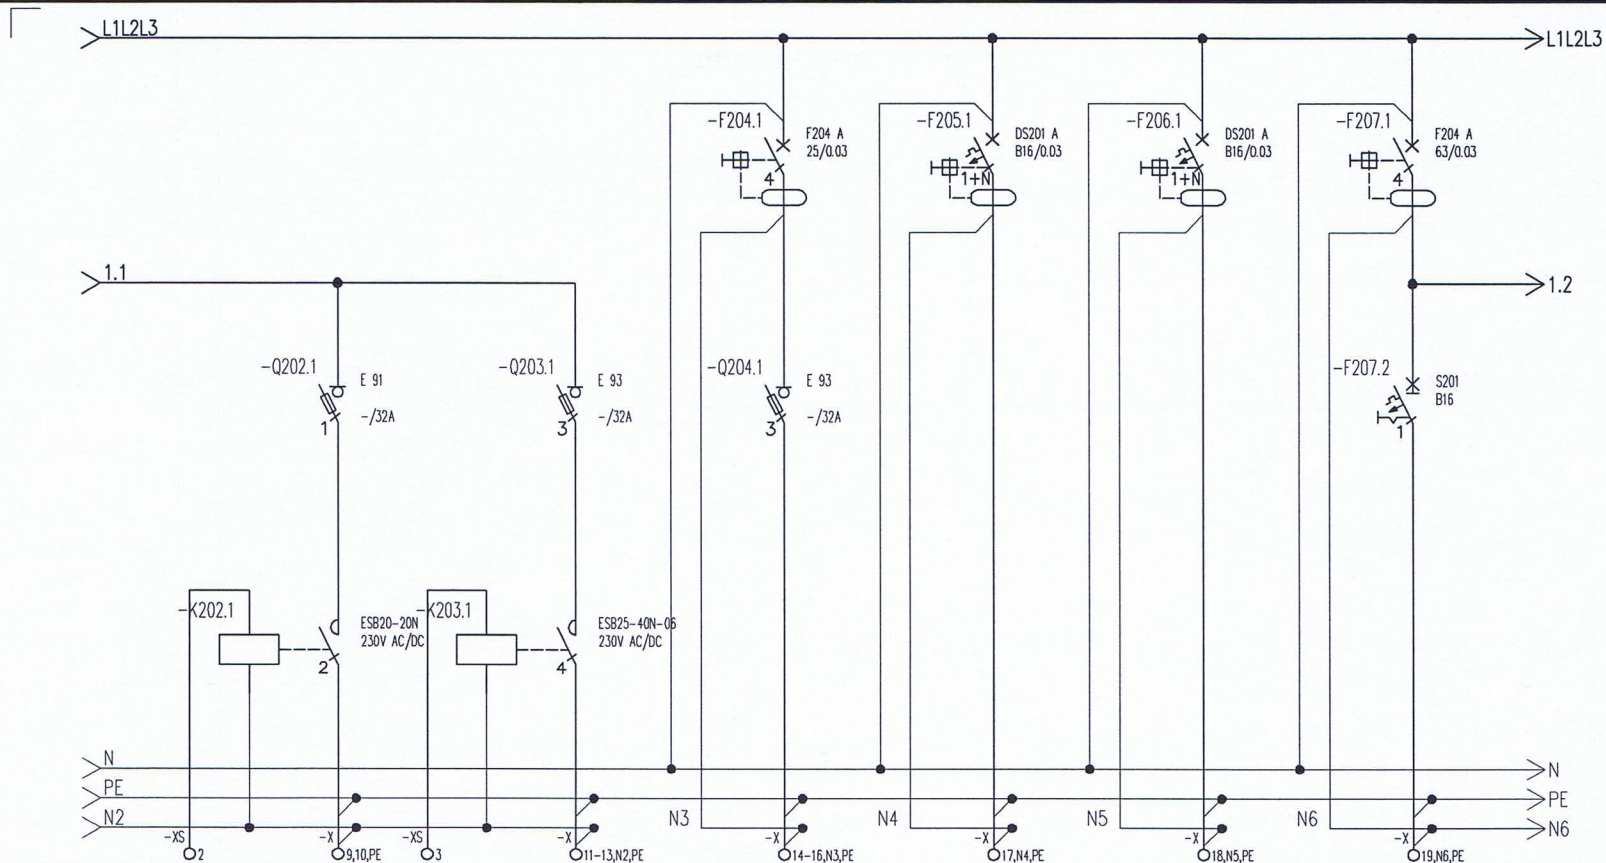 L1L2L3
L1L2L3
-F204.1
F204 A
25/0.03
4
-F205.1
DS201 A
B16/0.03
1+N
-F206.1
DS201 A
B16/0.03
1+N
-F207.1
F204 A
63/0.03
4
1.1
1.2
-Q202.1
E 91
-/32A
1
-Q203.1
E 93
-/32A
3
-Q204.1
E 93
-/32A
3
-F207.2
S201
B16
1
-K202.1
ESB20-20N
230V AC/DC
2
-K203.1
ESB25-40N-06
230V AC/DC
4
N
N
PE
PE
N2
N3
N4
N5
N6
N6
-XS
2
-X
9,10,PE
-XS
3
-X
11-13,N2,PE
-X
14-16,N3,PE
-X
17,N4,PE
-X
18,N5,PE
-X
19,N6,PE